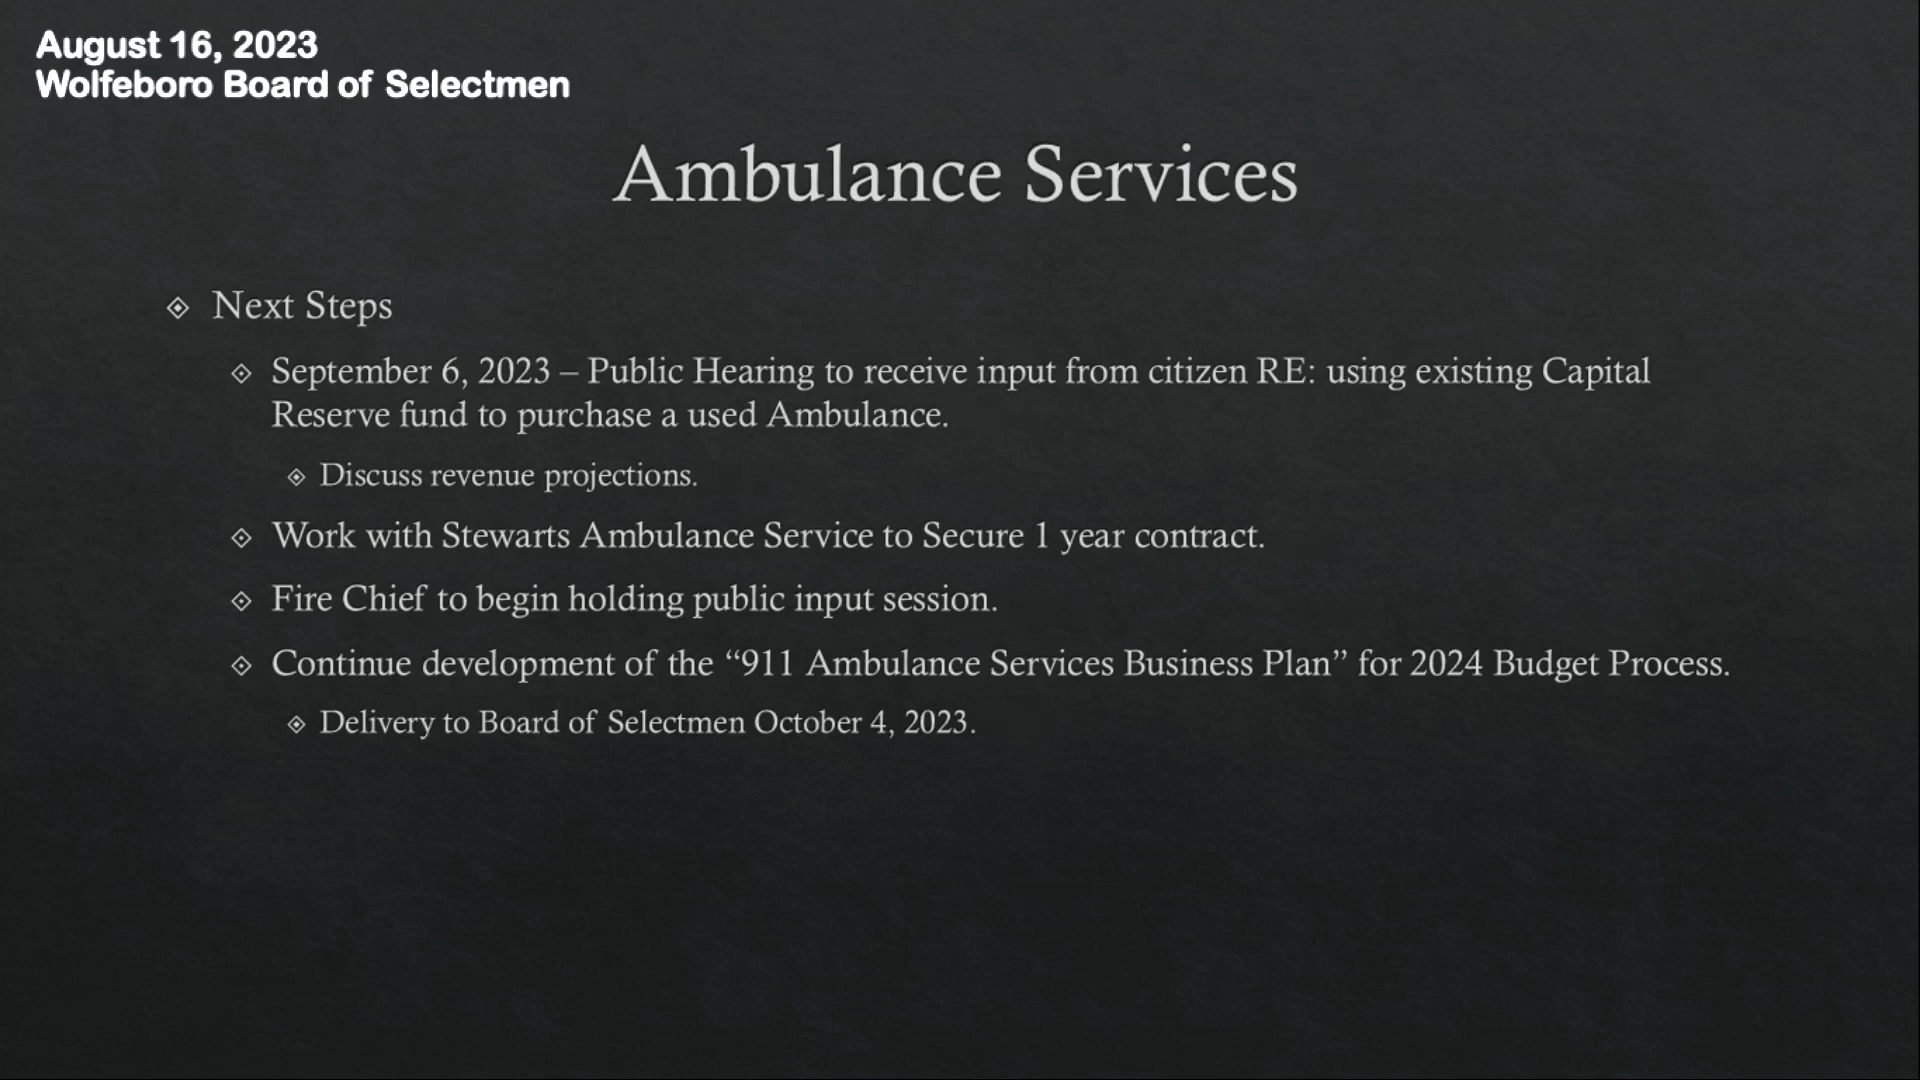 August 16, 2023
Wolfeboro Board of Selectmen
Ambulance Services
Next Steps
September 6, 2023 – Public Hearing to receive input from citizen RE: using existing Capital
Reserve fund to purchase a used Ambulance.
Discuss revenue projections.
Work with Stewarts Ambulance Service to Secure 1 year contract.
Fire Chief to begin holding public input session.
Continue development of the “911 Ambulance Services Business Plan” for 2024 Budget Process.
Delivery to Board of Selectmen October 4, 2023.